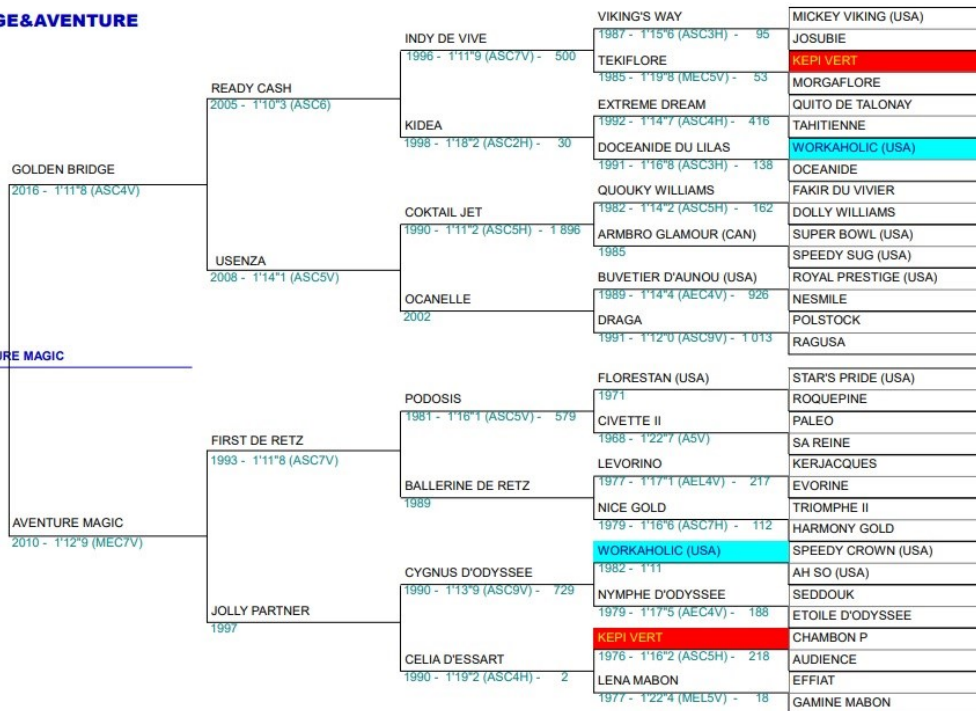 GE&AVENTURE
VIKING'S WAY
MICKEY VIKING (USA)
1987 - 1'15"6 (ASC3H) - 95
JOSUBIE
INDY DE VIVE
1996 - 1'11"9 (ASC7V) - 500
TEKIFLORE
KEPI VERT
1985 - 1'19"8 (MEC5V) - 53
MORGAFLORE
READY CASH
2005 - 1'10"3 (ASC6)
EXTREME DREAM
QUITO DE TALONAY
1992 - 1'14"7 (ASC4H) - 416
TAHITIENNE
KIDEA
1998 - 1'18"2 (ASC2H) - 30
DOCEANIDE DU LILAS
WORKAHOLIC (USA)
1991 - 1'16"8 (ASC3H) - 138
OCEANIDE
GOLDEN BRIDGE
2016 - 1'11"8 (ASC4V)
QUOUKY WILLIAMS
FAKIR DU VIVIER
1982 - 1'14"2 (ASC5H) - 162
DOLLY WILLIAMS
COKTAIL JET
1990 - 1'11"2 (ASC5H) - 1 896
ARMBRO GLAMOUR (CAN)
SUPER BOWL (USA)
1985
SPEEDY SUG (USA)
USENZA
2008 - 1'14"1 (ASC5V)
BUVETIER D'AUNOU (USA)
ROYAL PRESTIGE (USA)
1989 - 1'14"4 (AEC4V) - 926
NESMILE
OCANELLE
2002
DRAGA
POLSTOCK
1991 - 1'12"0 (ASC9V) - 1 013
RAGUSA
RE MAGIC
FLORESTAN (USA)
STAR'S PRIDE (USA)
1971
ROQUEPINE
PODOSIS
1981 - 1'16"1 (ASC5V) - 579
CIVETTE II
PALEO
1968 - 1'22"7 (A5V)
SA REINE
FIRST DE RETZ
1993 - 1'11"8 (ASC7V)
LEVORINO
KERJACQUES
1977 - 1'17"1 (AEL4V) - 217
EVORINE
BALLERINE DE RETZ
1989
NICE GOLD
TRIOMPHE II
1979 - 1'16"6 (ASC7H) - 112
HARMONY GOLD
AVENTURE MAGIC
2010 - 1'12"9 (MEC7V)
WORKAHOLIC (USA)
SPEEDY CROWN (USA)
1982 - 1'11
AH SO (USA)
CYGNUS D'ODYSSEE
1990 - 1'13"9 (ASC9V) - 729
NYMPHE D'ODYSSEE
SEDDOUK
1979 - 1'17"5 (AEC4V) - 188
ETOILE D'ODYSSEE
JOLLY PARTNER
1997
KEPI VERT
CHAMBON P
1976 - 1'16"2 (ASC5H) - 218
AUDIENCE
CELIA D'ESSART
1990 - 1'19"2 (ASC4H) - 2
LENA MABON
EFFIAT
1977 - 1'22"4 (MEL5V) - 18
GAMINE MABON